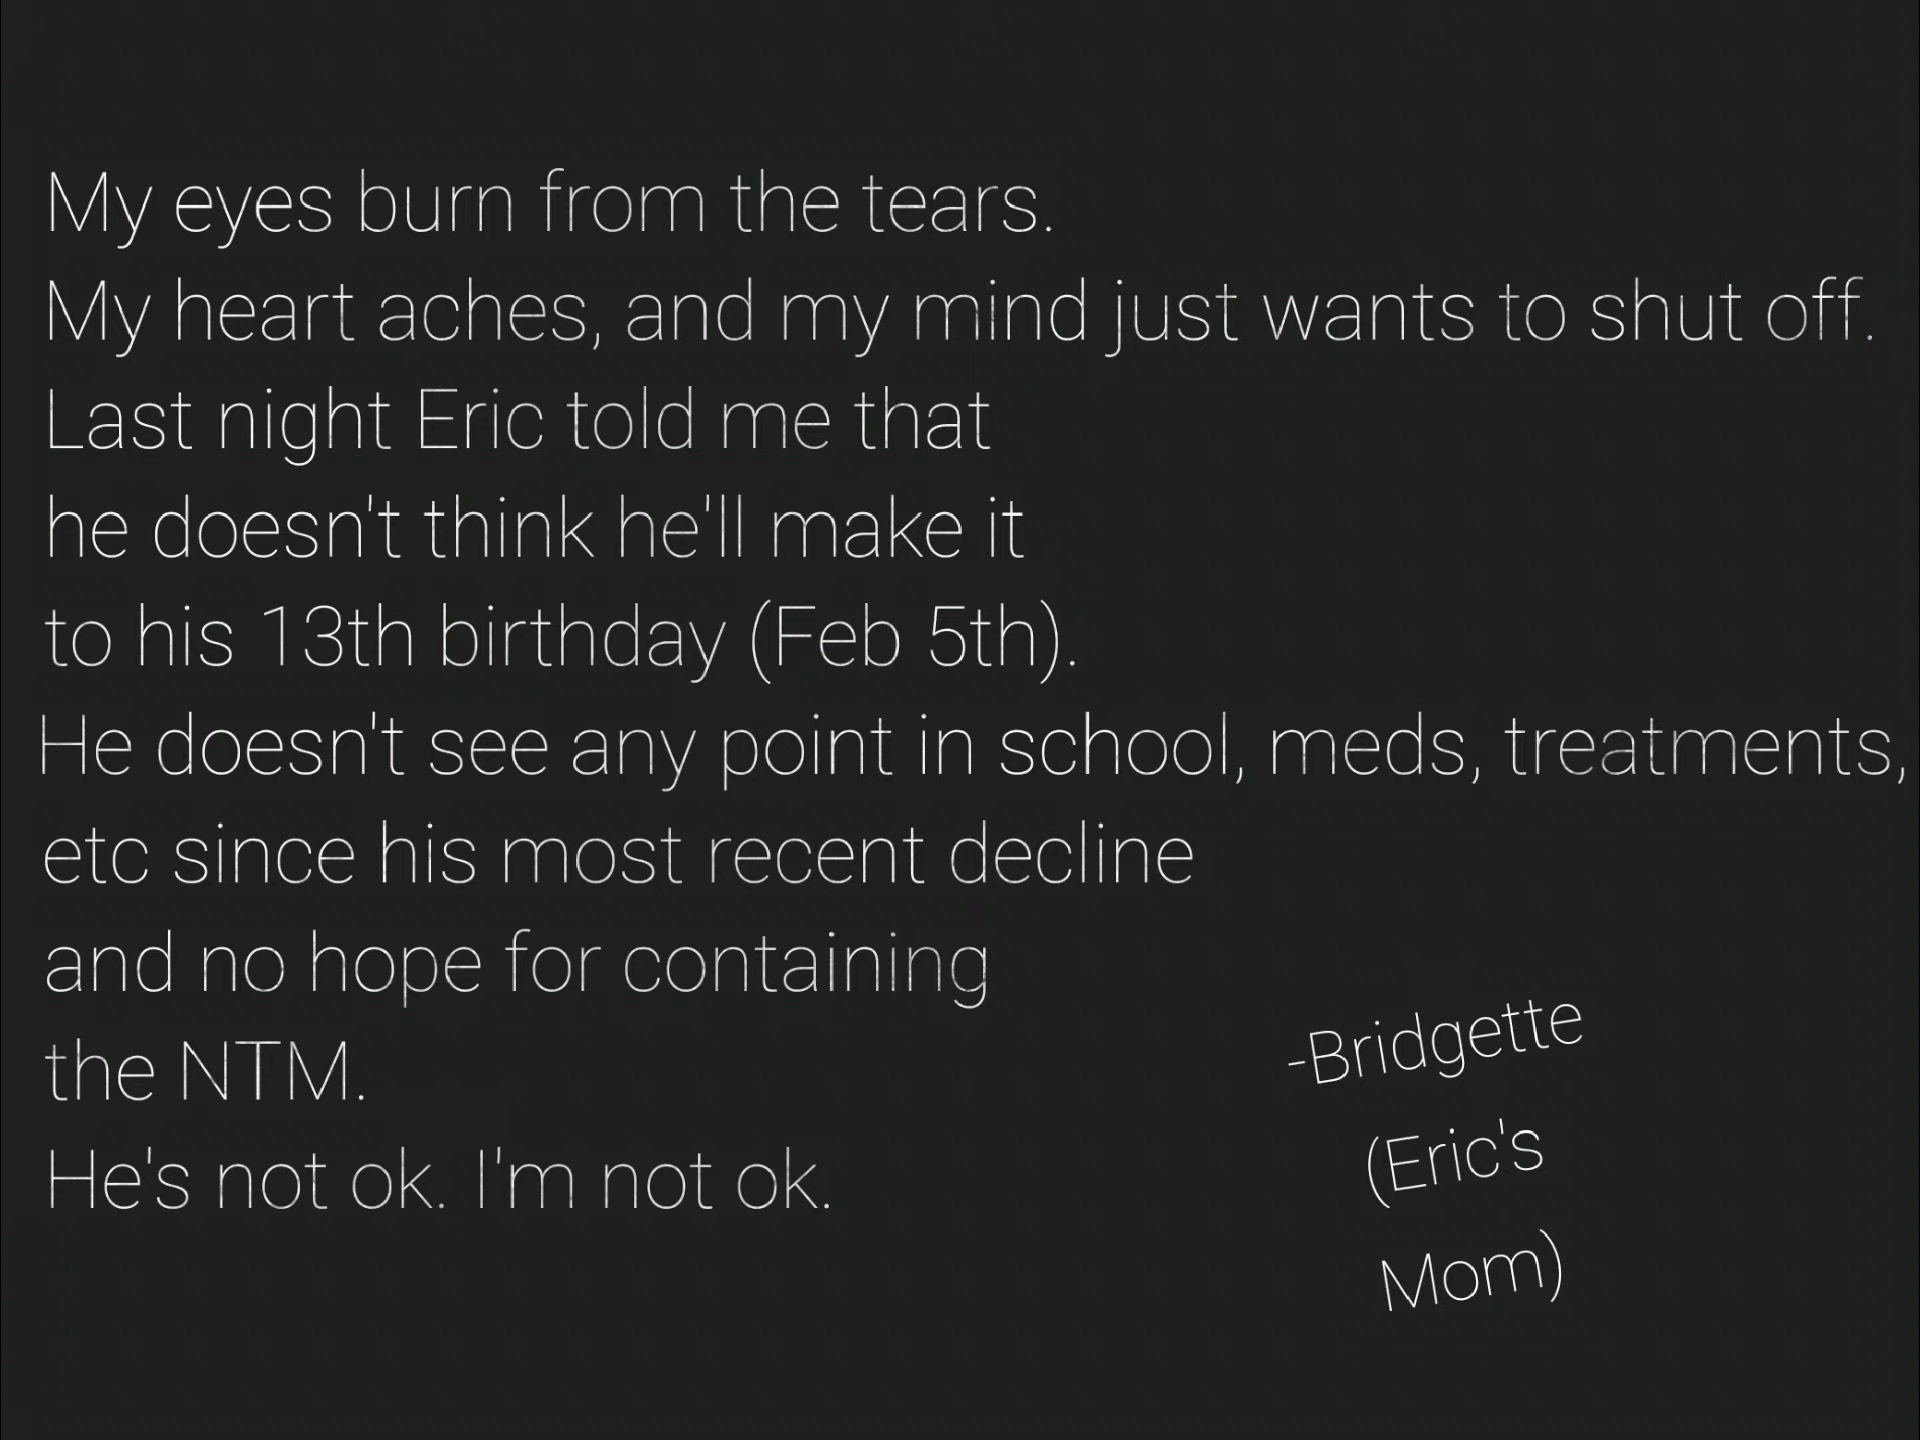 My eyes burn from the tears.
My heart aches, and my mind just wants to shut off.
Last night Eric told me that
he doesn't think he'll make it
to his 13th birthday (Feb 5th).
He doesn't see any point in school, meds, treatments,
etc since his most recent decline
and no hope for containing
the NTM.
He's not ok. I'm not ok.
-Bridgette
(Eric's
Mom)